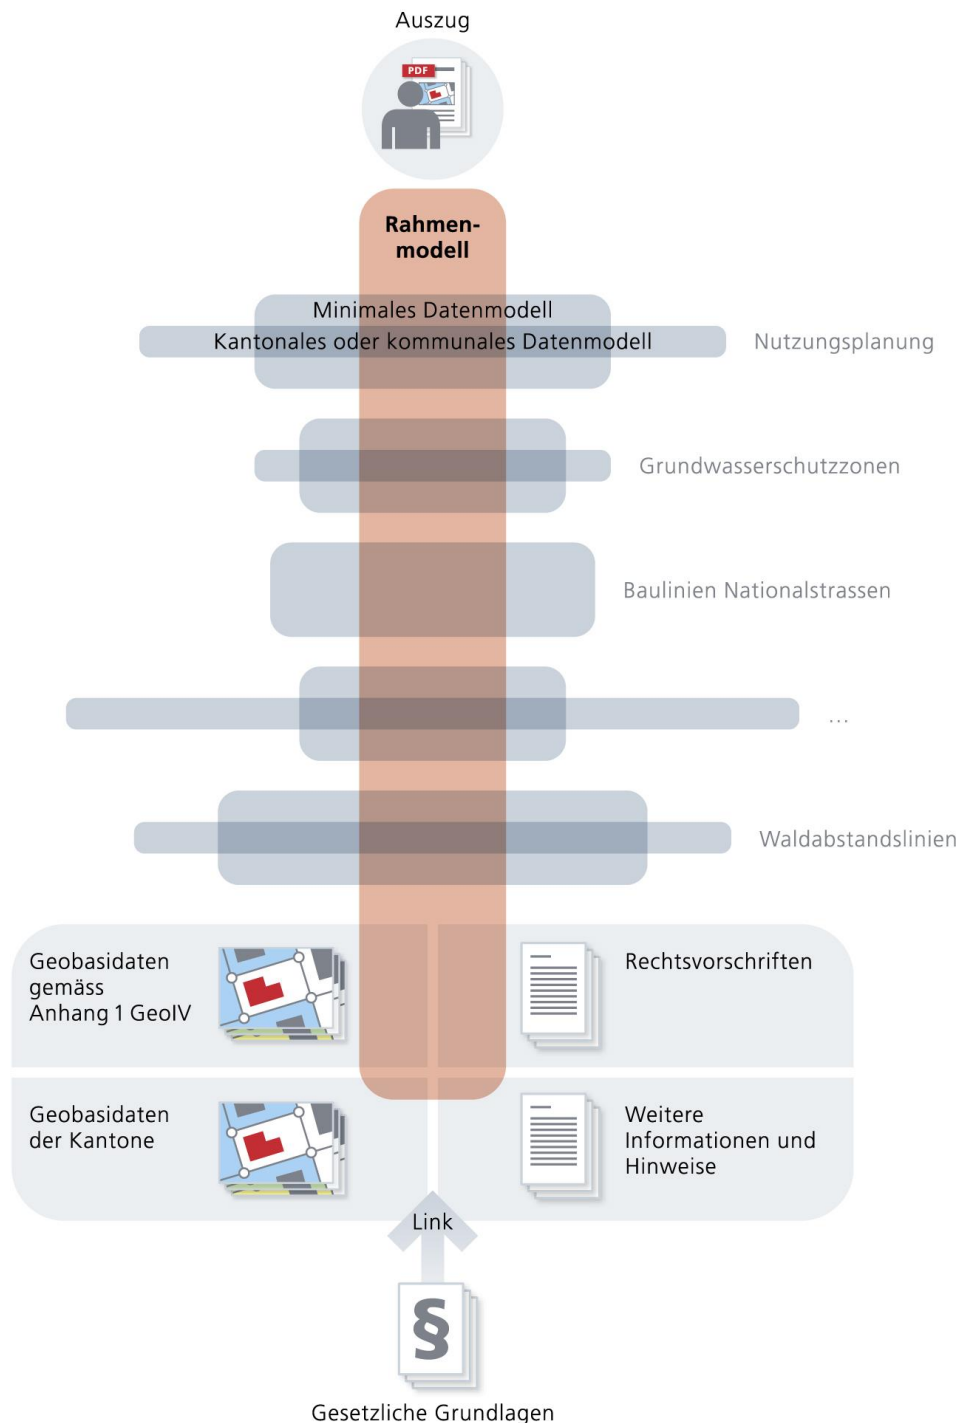 Auszug
PDF
Rahmen-
modell
Minimales Datenmodell
Kantonales oder kommunales Datenmodell
Nutzungsplanung
Grundwasserschutzzonen
Baulinien Nationalstrassen
...
Waldabstandslinien
Geobasidaten
gemäss
Anhang 1 GeoIV
Rechtsvorschriften
Geobasidaten
der Kantone
Weitere
Informationen und
Hinweise
Link
§
Gesetzliche Grundlagen